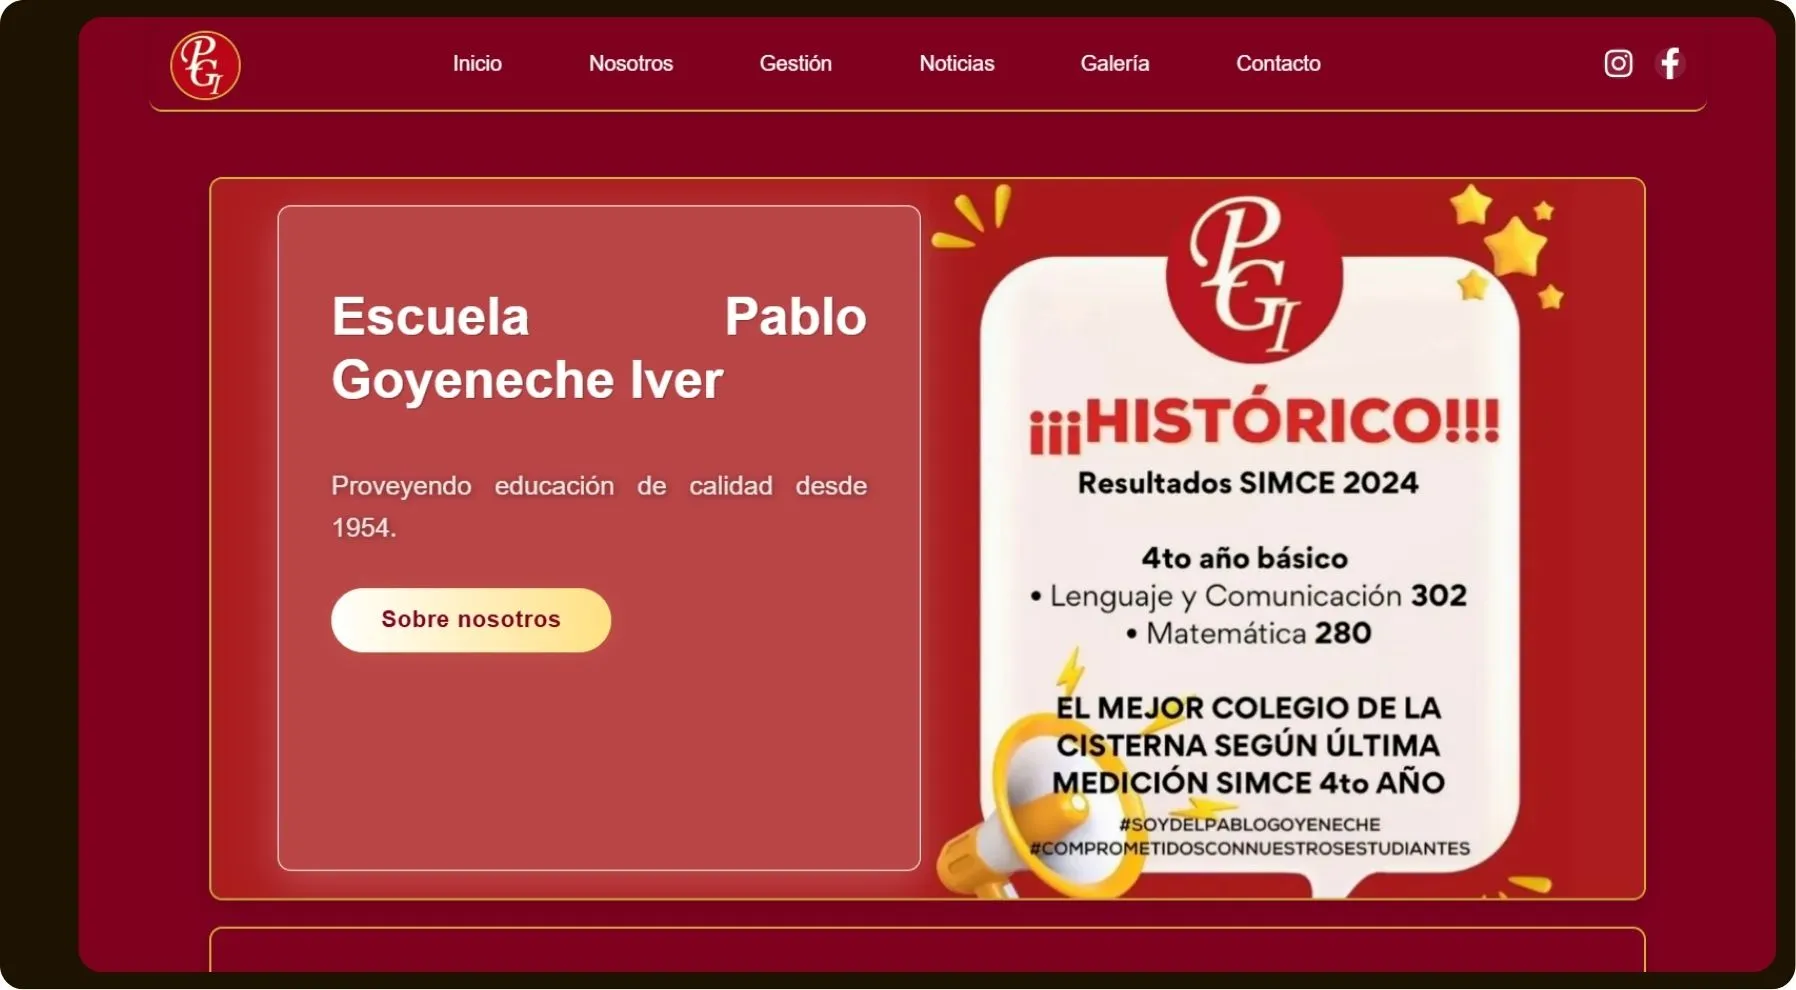 PGI
Inicio
Nosotros
Gestión
Noticias
Galería
Contacto
Escuela Pablo
Goyeneche Iver
Proveyendo educación de calidad desde
1954.
Sobre nosotros
PGI
¡¡¡HISTÓRICO!!!
Resultados SIMCE 2024
4to año básico
• Lenguaje y Comunicación 302
• Matemática 280
EL MEJOR COLEGIO DE LA
CISTERNA SEGÚN ÚLTIMA
MEDICIÓN SIMCE 4to AÑO
#SOYDELPABLOGOYENECHE
#COMPROMETIDOSCONNUESTROSESTUDIANTES